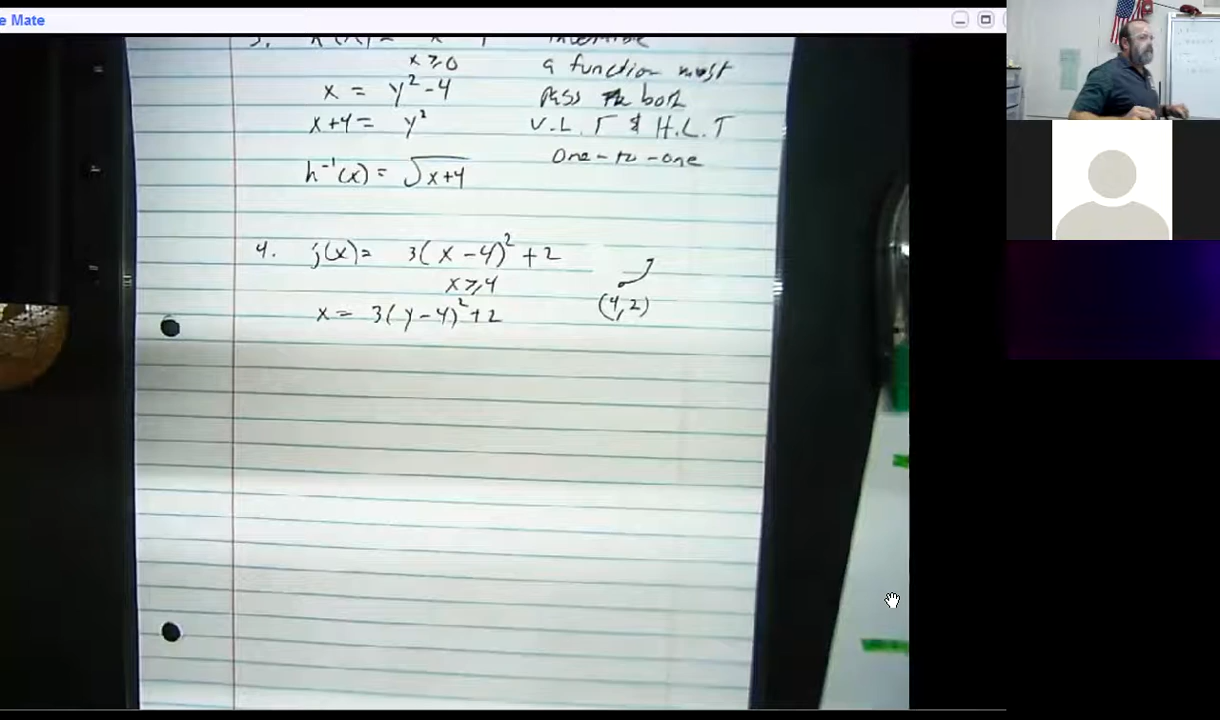 e Mate
x ≥ 0
x = y² - 4
x + 4 = y²
h⁻¹(x) = √x+4
a function must
pass both
V.L.T & H.L.T
one-to-one
4. j(x) = 3(x - 4)² + 2
x ≥ 4
x = 3(y - 4)² + 2
(4, 2)